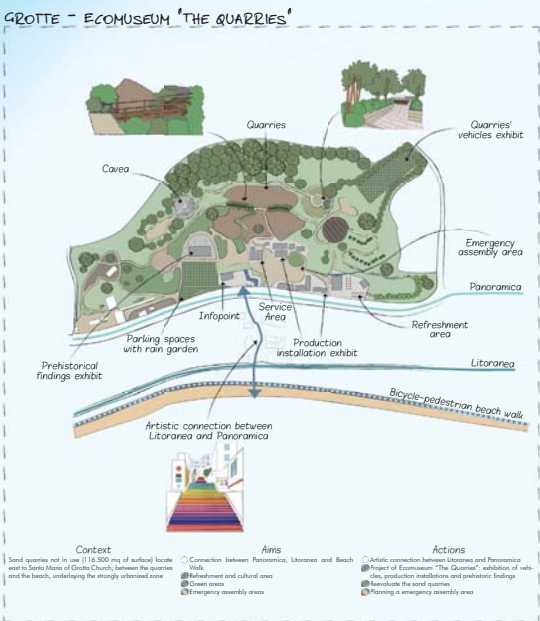 GROTTE - ECOMUSEUM "THE QUARRIES"
Quarries
Quarries'
vehicles exhibit
Cavea
Emergency
assembly area
Panoramica
Infopoint
Service
Area
Refreshment
area
Parking spaces
with rain garden
Production
installation exhibit
Prehistorical
findings exhibit
Litoranea
Bicycle-pedestrian beach walk
Artistic connection between
Litoranea and Panoramica
Context
Sand quarries not in use (116.500 mq of surface) locate
east to Santa Maria of Grotta Church; between the quarries
and the beach, underlaying the strongly urbanized zone
Aims
Connection between Panoramica, Litoranea and Beach
Walk
Refreshment and cultural area
Green areas
Emergency assembly areas
Actions
Artistic connection between Litoranea and Panoramica
Project of Ecomuseum "The Quarries": exhibition of vehi-
cles, production installations and prehistoric findings
Reevaluate the sand quarries
Planning a emergency assembly area